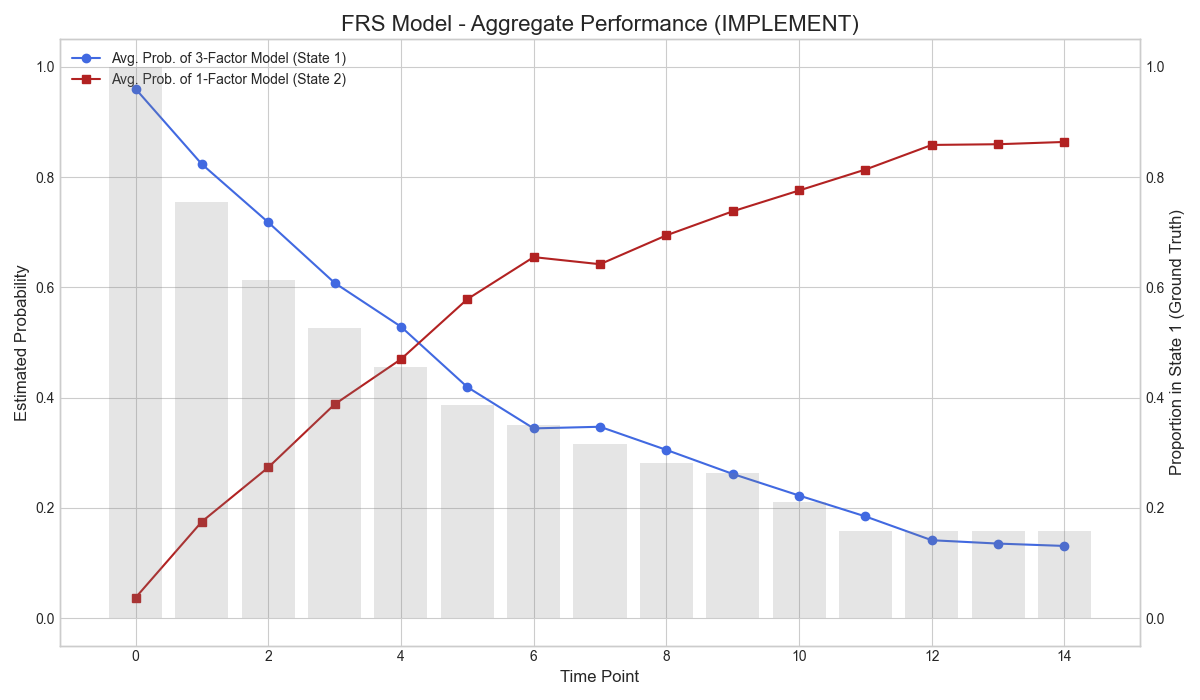 FRS Model - Aggregate Performance (IMPLEMENT)
Avg. Prob. of 3-Factor Model (State 1)
Avg. Prob. of 1-Factor Model (State 2)
Estimated Probability
1.0
0.8
0.6
0.4
0.2
0.0
1.0
0.8
0.6
0.4
0.2
0.0
Proportion in State 1 (Ground Truth)
0 2 4 6 8 10 12 14
Time Point